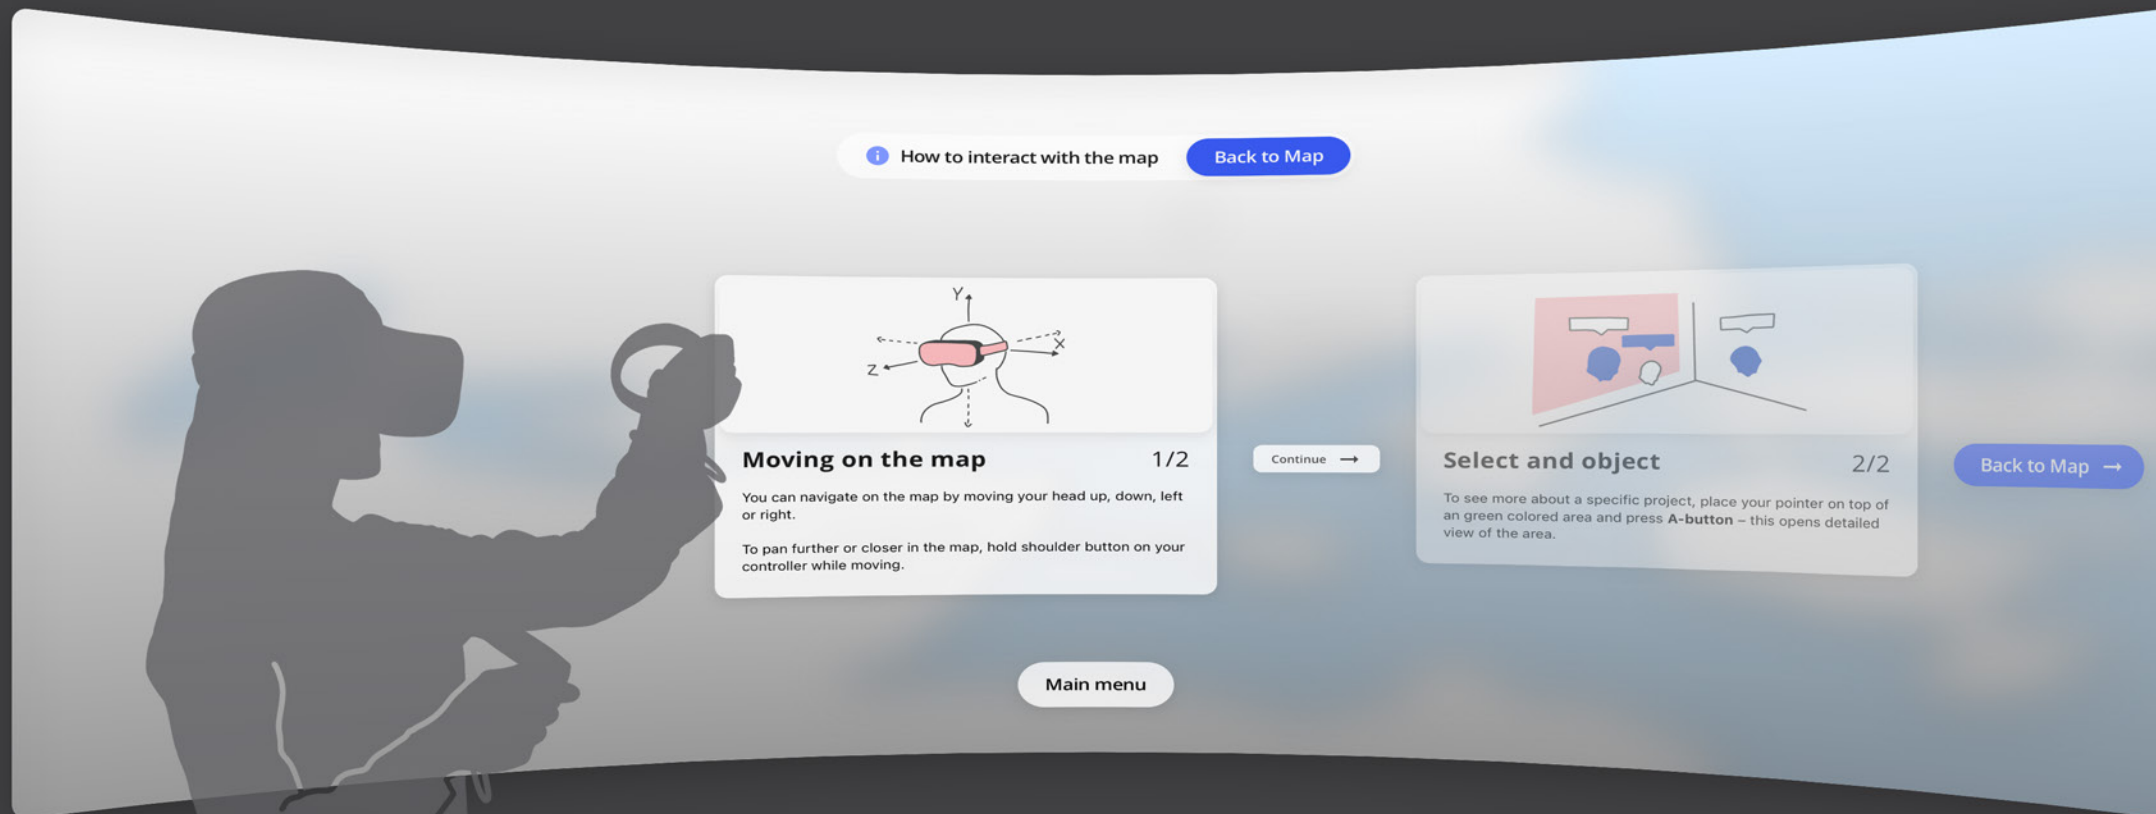 How to interact with the map
Back to Map
Y
X
Z
Moving on the map
1/2
You can navigate on the map by moving your head up, down, left
or right.
To pan further or closer in the map, hold shoulder button on your
controller while moving.
Continue →
Select and object
2/2
To see more about a specific project, place your pointer on top of
an green colored area and press A-button – this opens detailed
view of the area.
Back to Map →
Main menu